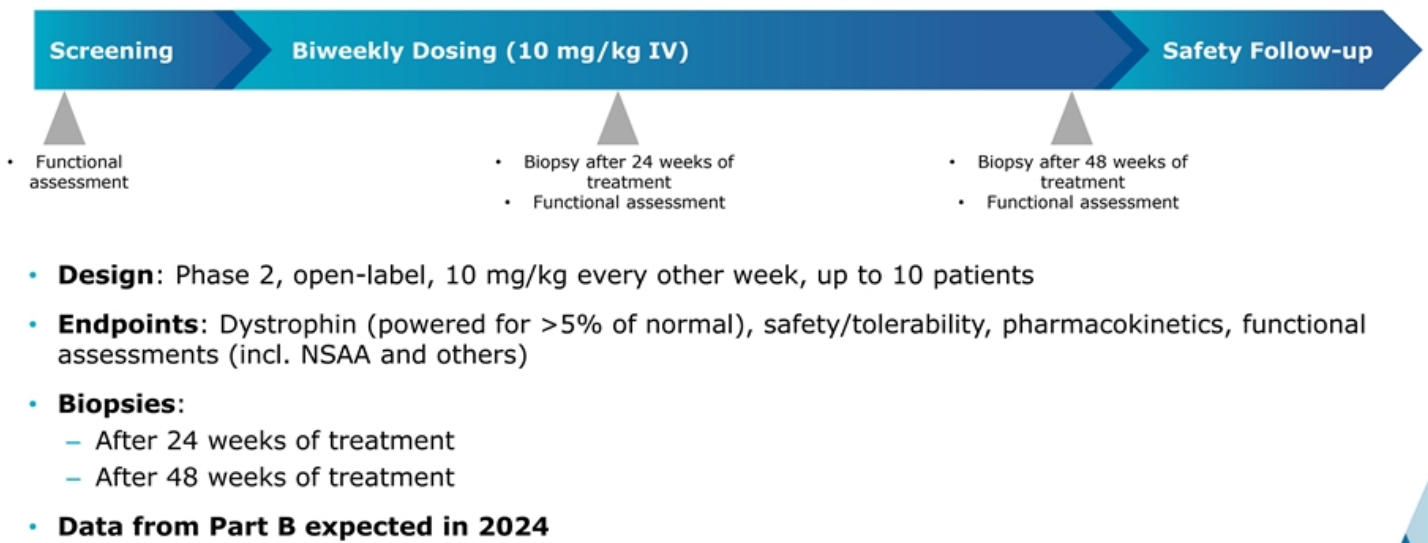 Screening
Biweekly Dosing (10 mg/kg IV)
Safety Follow-up
• Functional
assessment
• Biopsy after 24 weeks of
treatment
• Functional assessment
• Biopsy after 48 weeks of
treatment
• Functional assessment
• Design: Phase 2, open-label, 10 mg/kg every other week, up to 10 patients
• Endpoints: Dystrophin (powered for >5% of normal), safety/tolerability, pharmacokinetics, functional
assessments (incl. NSAA and others)
• Biopsies:
– After 24 weeks of treatment
– After 48 weeks of treatment
• Data from Part B expected in 2024